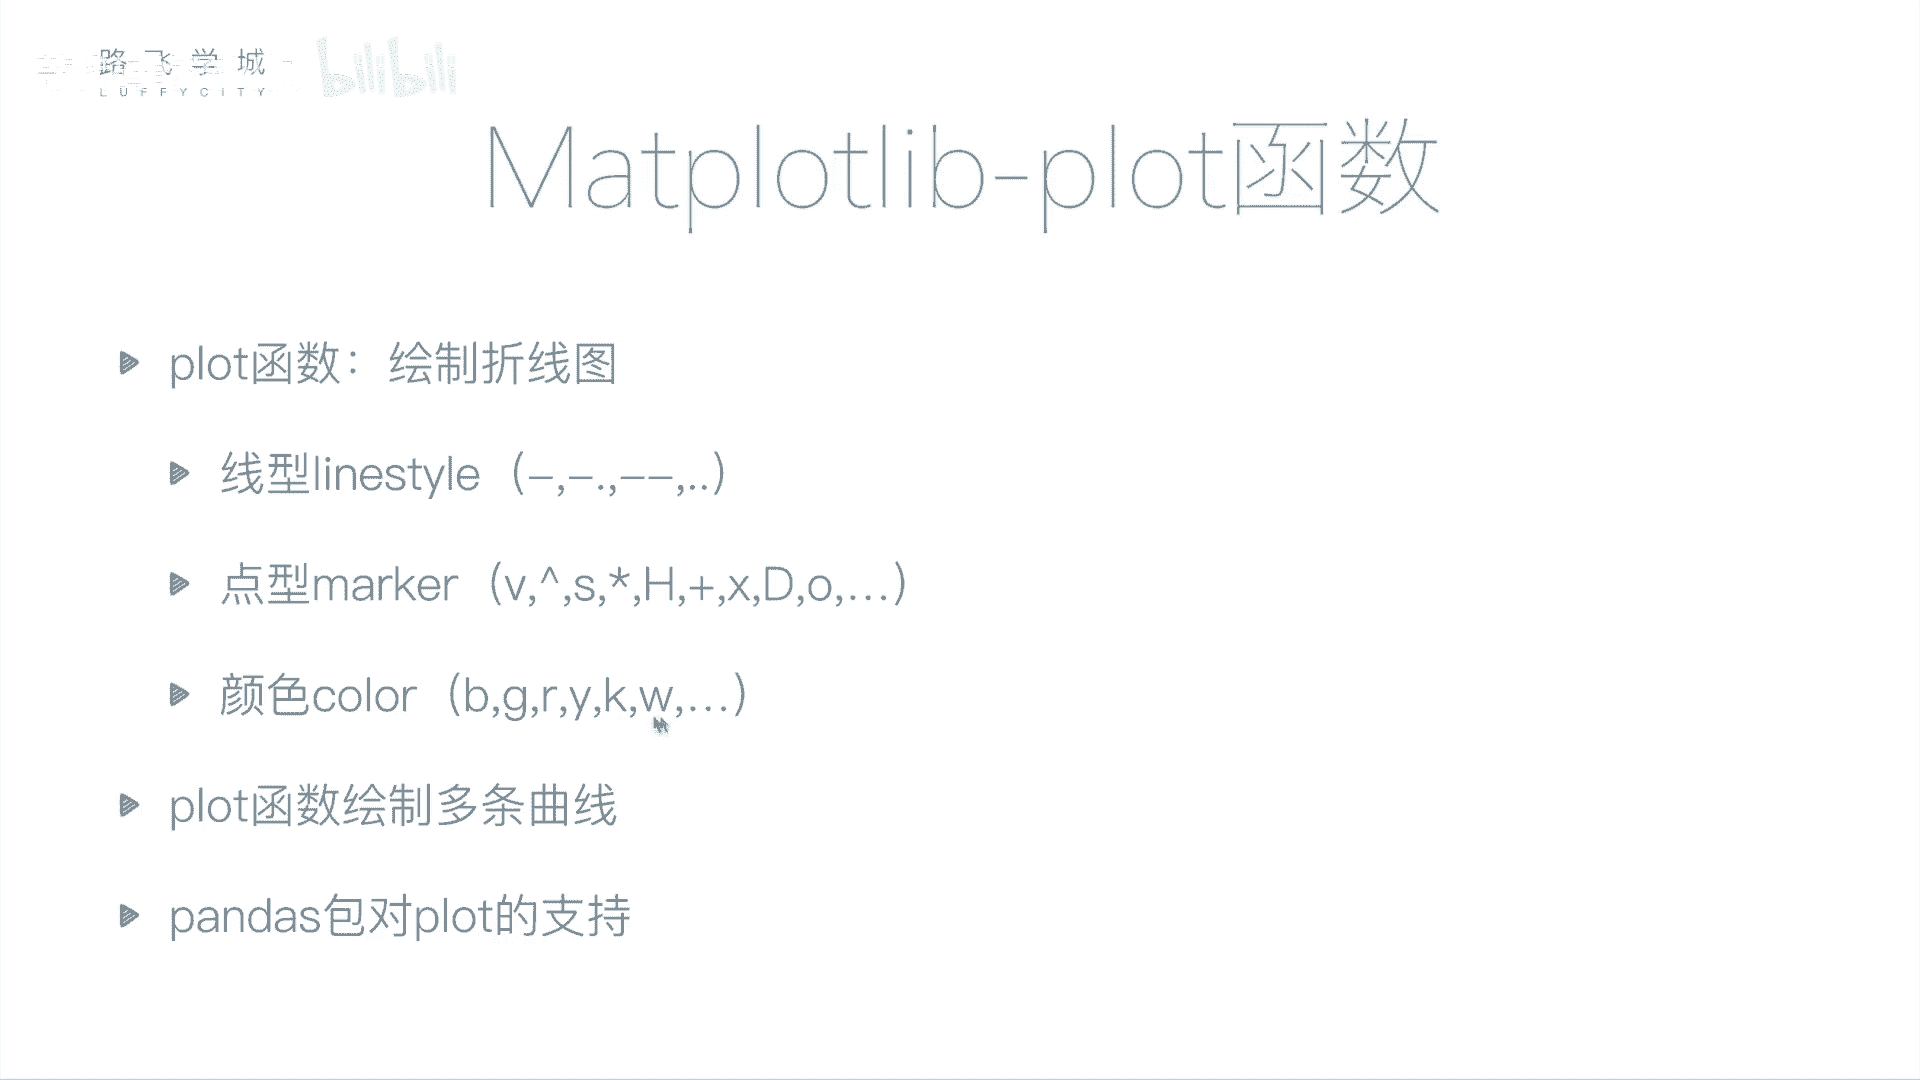 路飞学城
LUFFYCITY
bilibili
Matplotlib-plot函数
plot函数：绘制折线图
线型linestyle（-,-.,--,..）
点型marker（v,^,s,*,H,+,x,D,o,…）
颜色color（b,g,r,y,k,w,…）
plot函数绘制多条曲线
pandas包对plot的支持